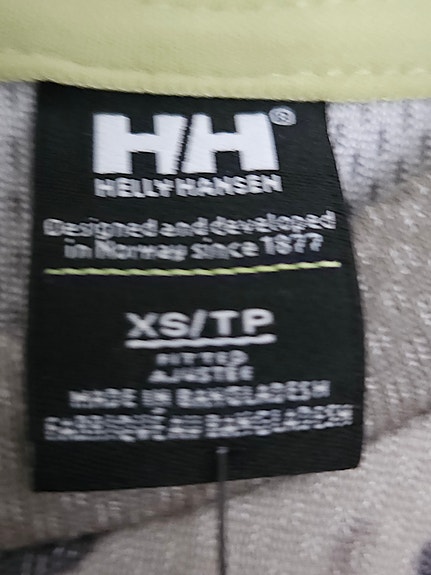 HH®
HELLY HANSEN
Designed and developed
in Norway since 1877
XS/TP
FITTED
AJUSTÉE
MADE IN BANGLADESH
FABRIQUÉ AU BANGLADESH